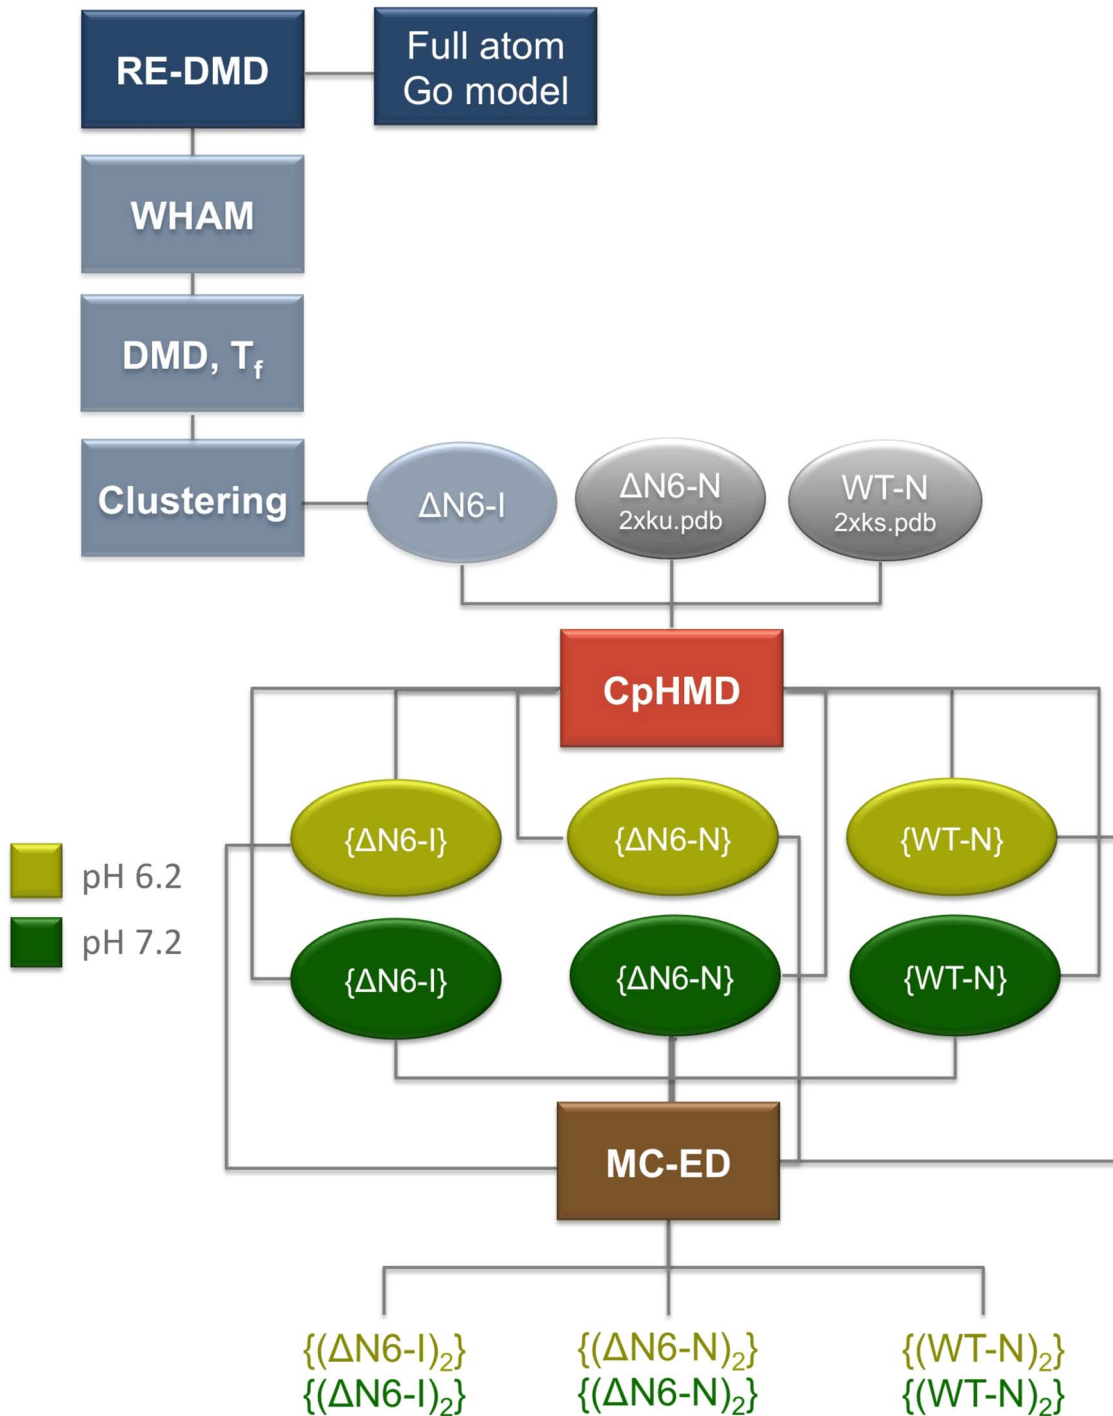 RE-DMD
Full atom
Go model
WHAM
DMD, T_f
Clustering
ΔN6-I
ΔN6-N
2xku.pdb
WT-N
2xks.pdb
CpHMD
{ΔN6-I}
{ΔN6-N}
{WT-N}
pH 6.2
pH 7.2
{ΔN6-I}
{ΔN6-N}
{WT-N}
MC-ED
{(ΔN6-I)₂}
{(ΔN6-N)₂}
{(WT-N)₂}
{(ΔN6-I)₂}
{(ΔN6-N)₂}
{(WT-N)₂}